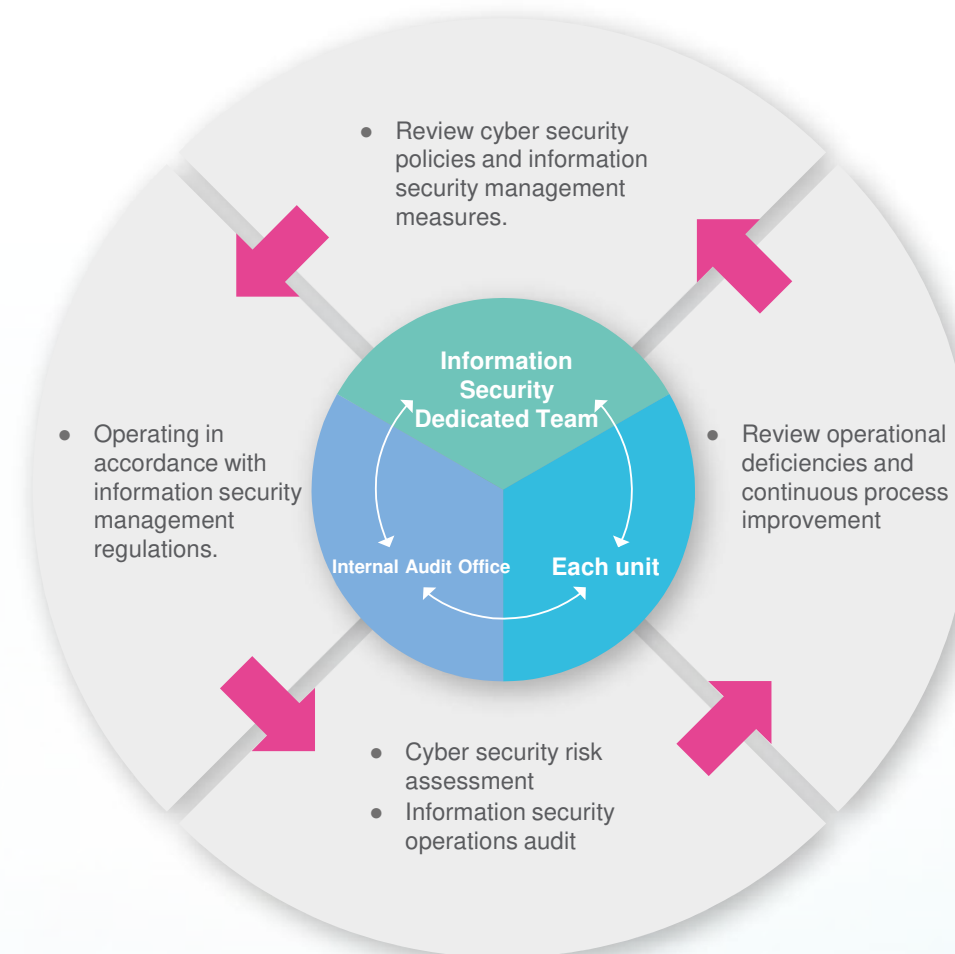 ● Review cyber security
policies and information
security management
measures.
Information
Security
Dedicated Team
● Operating in
accordance with
information security
management
regulations.
● Review operational
deficiencies and
continuous process
improvement
Internal Audit Office
Each unit
● Cyber security risk
assessment
● Information security
operations audit